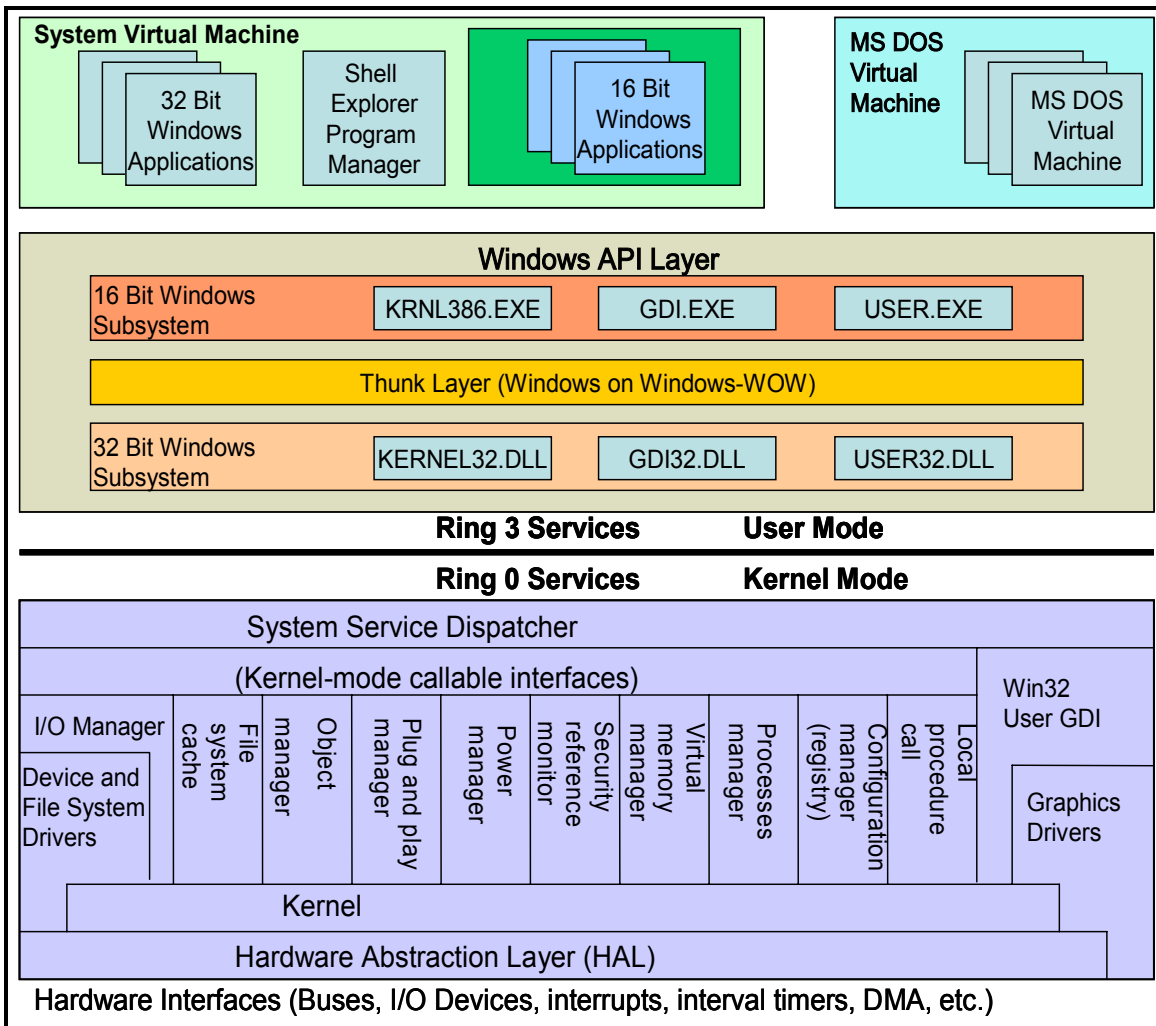 System Virtual Machine
32 Bit
Windows
Applications
Shell
Explorer
Program
Manager
16 Bit
Windows
Applications
MS DOS
Virtual
Machine
MS DOS
Virtual
Machine
Windows API Layer
16 Bit Windows
Subsystem
KRNL386.EXE
GDI.EXE
USER.EXE
Thunk Layer (Windows on Windows-WOW)
32 Bit Windows
Subsystem
KERNEL32.DLL
GDI32.DLL
USER32.DLL
Ring 3 Services User Mode
Ring 0 Services Kernel Mode
System Service Dispatcher
(Kernel-mode callable interfaces)
I/O Manager
Device and
File System
Drivers
File
system
cache
Object
manager
Plug and play
manager
Power
manager
Security
reference
monitor
Virtual
memory
manager
Processes
manager
Configuration
manager
(registry)
Local
procedure
call
Win32
User GDI
Graphics
Drivers
Kernel
Hardware Abstraction Layer (HAL)
Hardware Interfaces (Buses, I/O Devices, interrupts, interval timers, DMA, etc.)